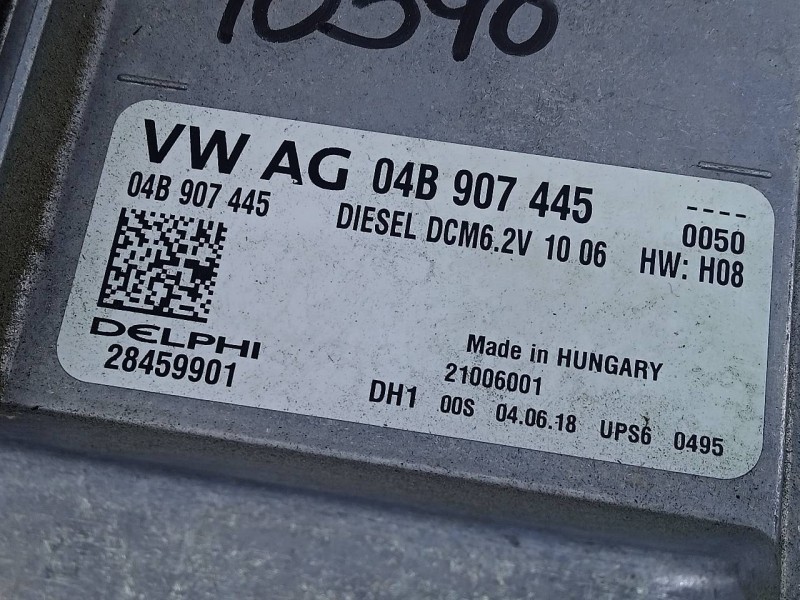 10390
VW AG 04B 907 445 ----
04B 907 445 DIESEL DCM6.2V 10 06 0050
HW: H08
DELPHI
28459901
Made in HUNGARY
21006001
DH1 00S 04.06.18 UPS6 0495